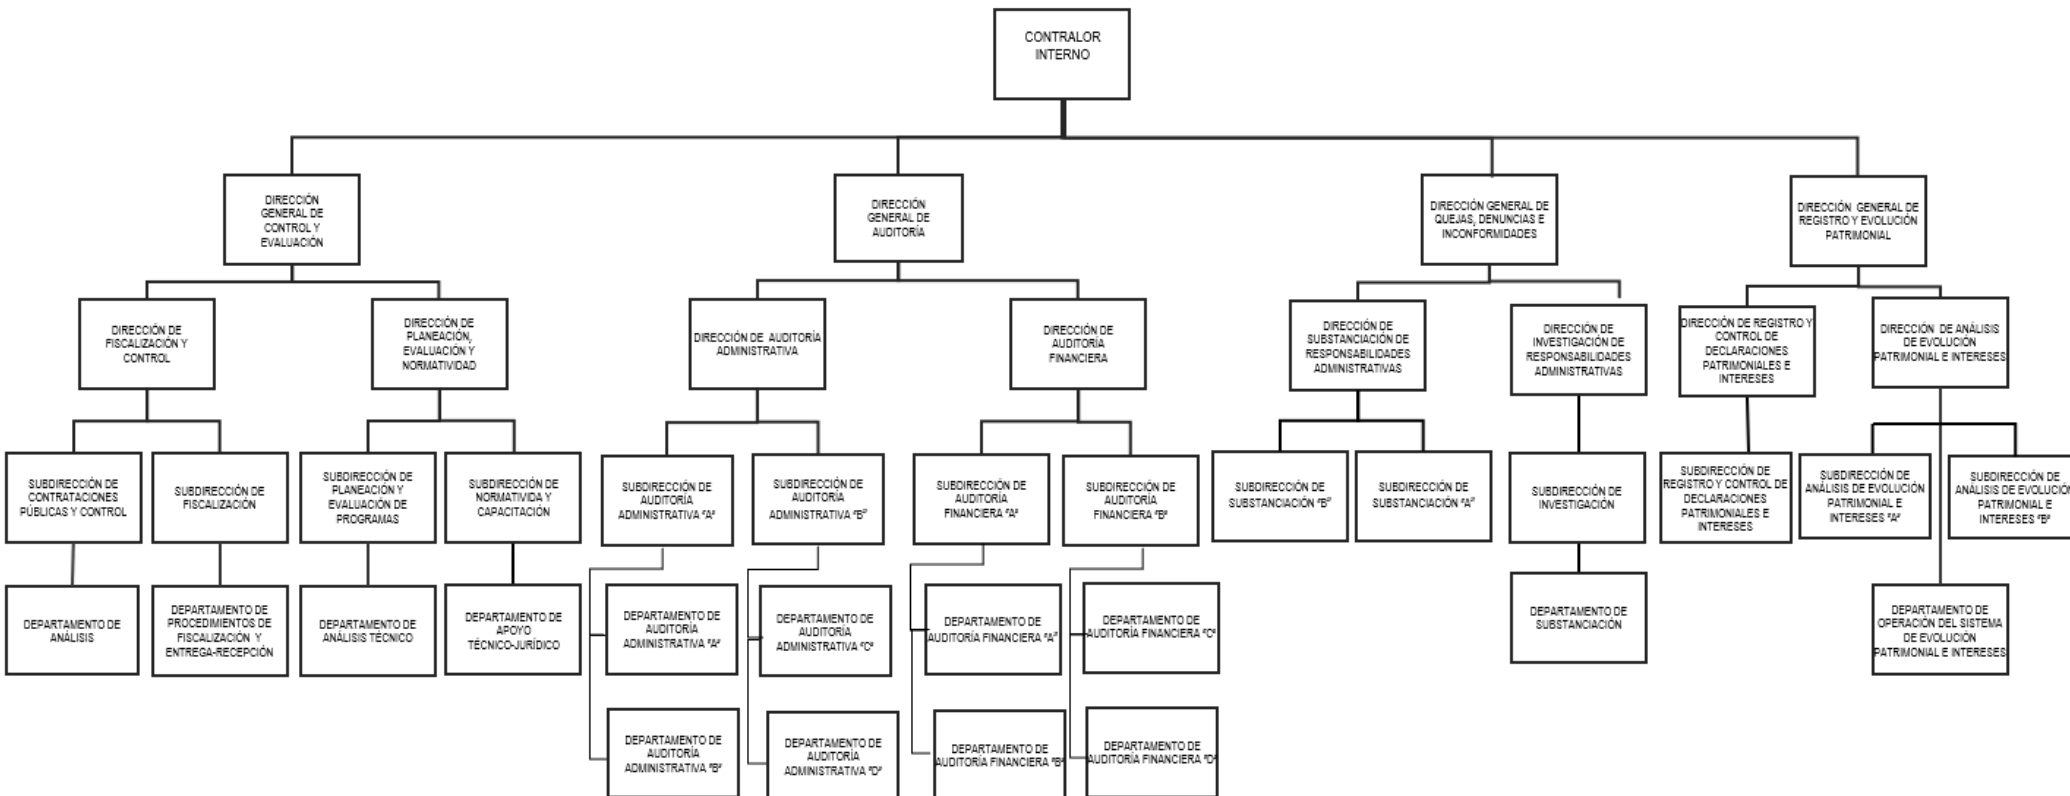 CONTRALOR
INTERNO
DIRECCIÓN
GENERAL DE
CONTROL Y
EVALUACIÓN
DIRECCIÓN
GENERAL DE
AUDITORÍA
DIRECCIÓN GENERAL DE
QUEJAS, DENUNCIAS E
INCONFORMIDADES
DIRECCIÓN GENERAL DE
REGISTRO Y EVOLUCIÓN
PATRIMONIAL
DIRECCIÓN DE
FISCALIZACIÓN Y
CONTROL
DIRECCIÓN DE
PLANEACIÓN,
EVALUACIÓN Y
NORMATIVIDAD
DIRECCIÓN DE AUDITORÍA
ADMINISTRATIVA
DIRECCIÓN DE
AUDITORÍA
FINANCIERA
DIRECCIÓN DE
SUBSTANCIACIÓN DE
RESPONSABILIDADES
ADMINISTRATIVAS
DIRECCIÓN DE
INVESTIGACIÓN DE
RESPONSABILIDADES
ADMINISTRATIVAS
DIRECCIÓN DE REGISTRO Y
CONTROL DE
DECLARACIONES
PATRIMONIALES E
INTERESES
DIRECCIÓN DE ANÁLISIS
DE EVOLUCIÓN
PATRIMONIAL E INTERESES
SUBDIRECCIÓN DE
CONTRATACIONES
PÚBLICAS Y CONTROL
SUBDIRECCIÓN DE
FISCALIZACIÓN
SUBDIRECCIÓN DE
PLANEACIÓN Y
EVALUACIÓN DE
PROGRAMAS
SUBDIRECCIÓN DE
NORMATIVIDA Y
CAPACITACIÓN
SUBDIRECCIÓN DE
AUDITORÍA
ADMINISTRATIVA "A"
SUBDIRECCIÓN DE
AUDITORÍA
ADMINISTRATIVA "B"
SUBDIRECCIÓN DE
AUDITORÍA
FINANCIERA "A"
SUBDIRECCIÓN DE
AUDITORÍA
FINANCIERA "B"
SUBDIRECCIÓN DE
SUBSTANCIACIÓN "B"
SUBDIRECCIÓN DE
SUBSTANCIACIÓN "A"
SUBDIRECCIÓN DE
INVESTIGACIÓN
SUBDIRECCIÓN DE
REGISTRO Y CONTROL DE
DECLARACIONES
PATRIMONIALES E
INTERESES
SUBDIRECCIÓN DE
ANÁLISIS DE EVOLUCIÓN
PATRIMONIAL E
INTERESES "A"
SUBDIRECCIÓN DE
ANÁLISIS DE EVOLUCIÓN
PATRIMONIAL E
INTERESES "B"
DEPARTAMENTO DE
ANÁLISIS
DEPARTAMENTO DE
PROCEDIMIENTOS DE
FISCALIZACIÓN Y
ENTREGA-RECEPCIÓN
DEPARTAMENTO DE
ANÁLISIS TÉCNICO
DEPARTAMENTO DE
APOYO
TÉCNICO-JURÍDICO
DEPARTAMENTO DE
AUDITORÍA
ADMINISTRATIVA "A"
DEPARTAMENTO DE
AUDITORÍA
ADMINISTRATIVA "C"
DEPARTAMENTO DE
AUDITORÍA FINANCIERA "A"
DEPARTAMENTO DE
AUDITORÍA FINANCIERA "C"
DEPARTAMENTO DE
SUBSTANCIACIÓN
DEPARTAMENTO DE
OPERACIÓN DEL SISTEMA
DE EVOLUCIÓN
PATRIMONIAL E INTERESES
DEPARTAMENTO DE
AUDITORÍA
ADMINISTRATIVA "B"
DEPARTAMENTO DE
AUDITORÍA
ADMINISTRATIVA "D"
DEPARTAMENTO DE
AUDITORÍA FINANCIERA "B"
DEPARTAMENTO DE
AUDITORÍA FINANCIERA "D"